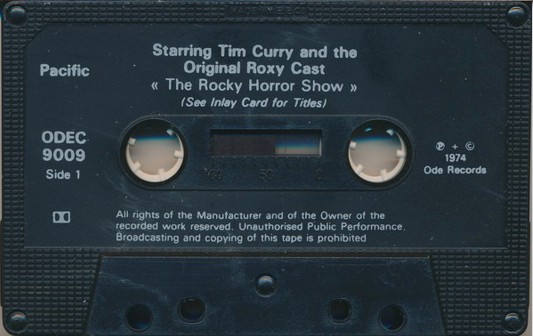 Starring Tim Curry and the
Original Roxy Cast
Pacific
« The Rocky Horror Show »
(See Inlay Card for Titles)
ODEC
9009
Side 1
℗ + ©
1974
Ode Records
50
All rights of the Manufacturer and of the Owner of the
recorded work reserved. Unauthorised Public Performance,
Broadcasting and copying of this tape is prohibited